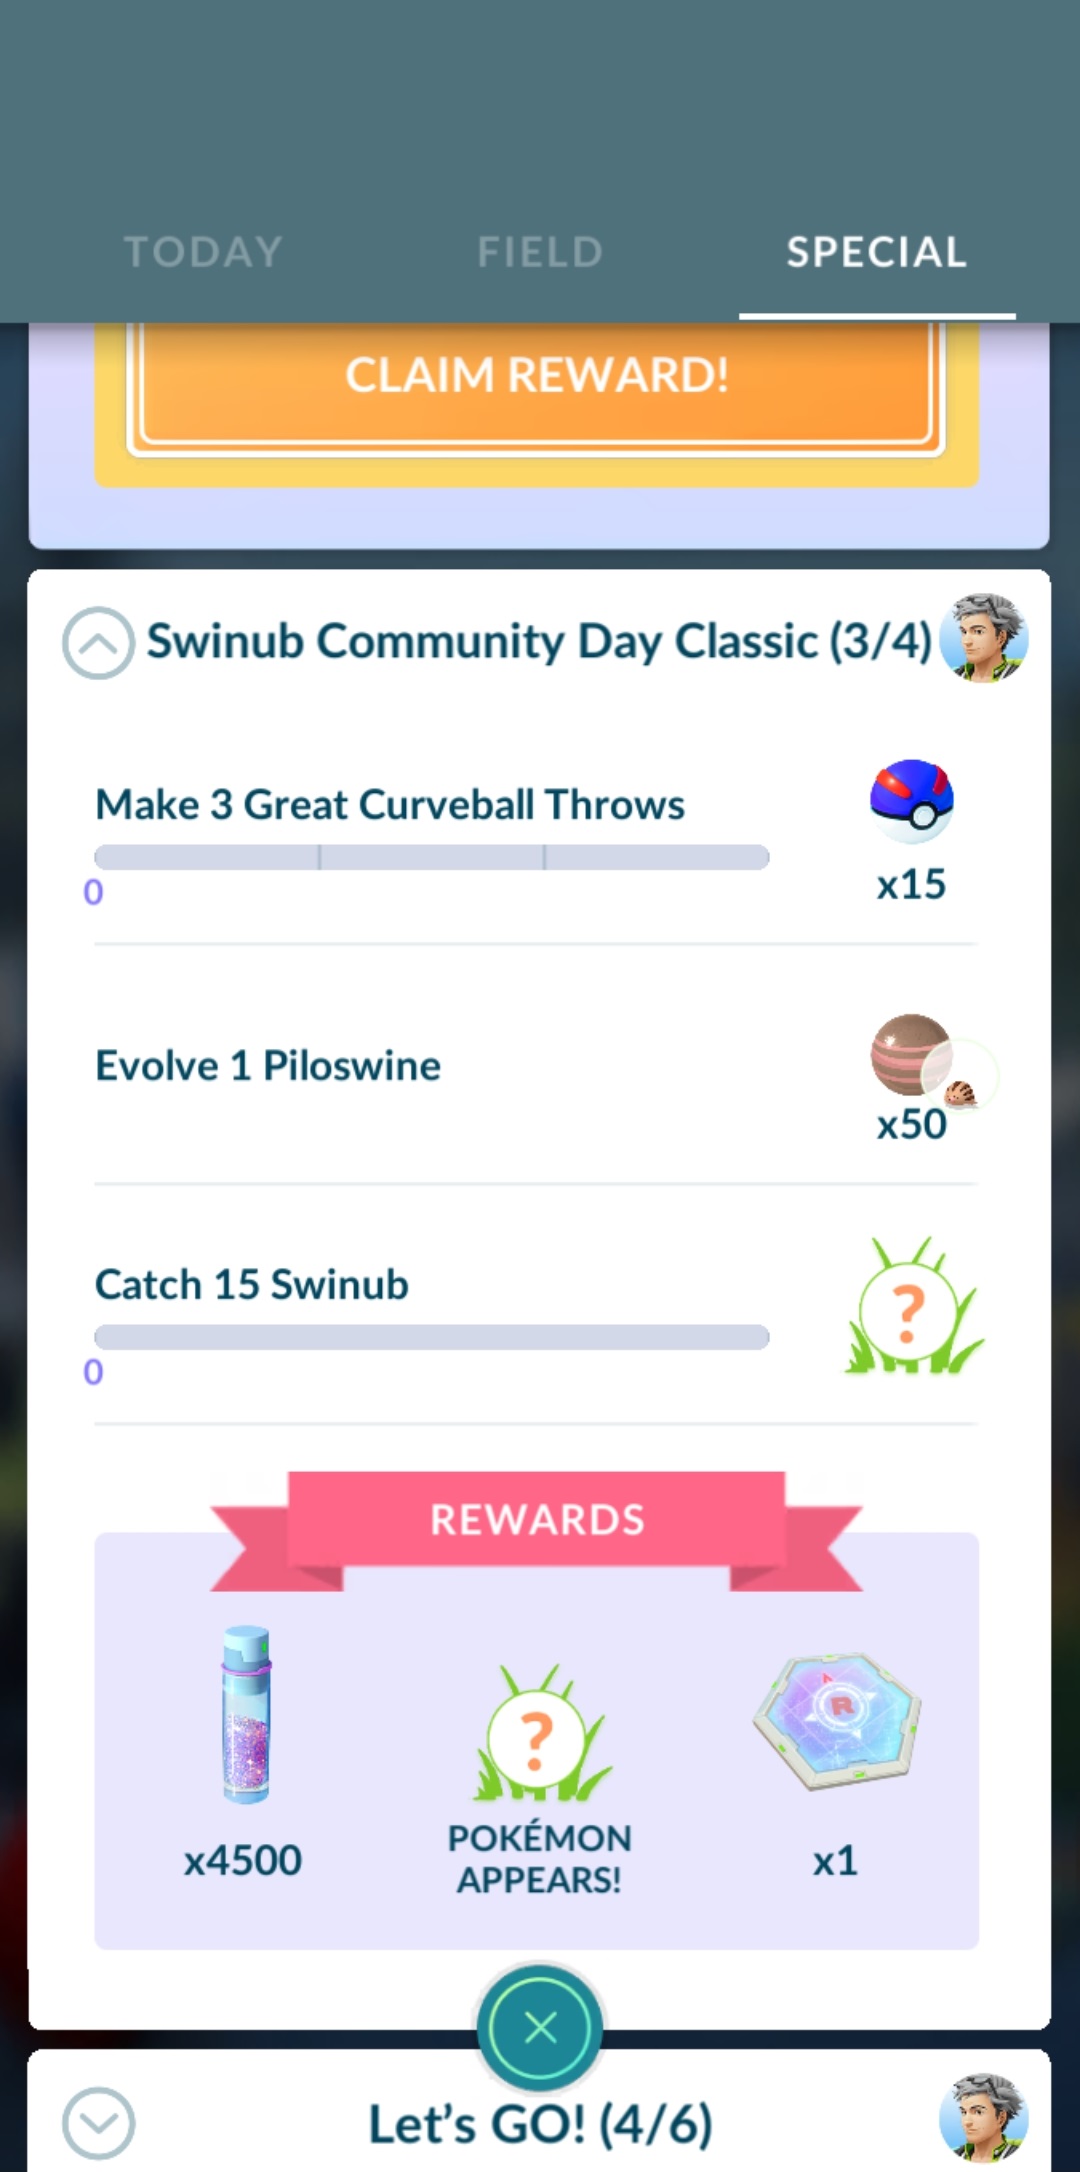 TODAY FIELD SPECIAL
CLAIM REWARD!
Swinub Community Day Classic (3/4)
Make 3 Great Curveball Throws
0
x15
Evolve 1 Piloswine
x50
Catch 15 Swinub
?
0
REWARDS
?
R
x4500
POKÉMON
APPEARS!
x1
Let's GO! (4/6)